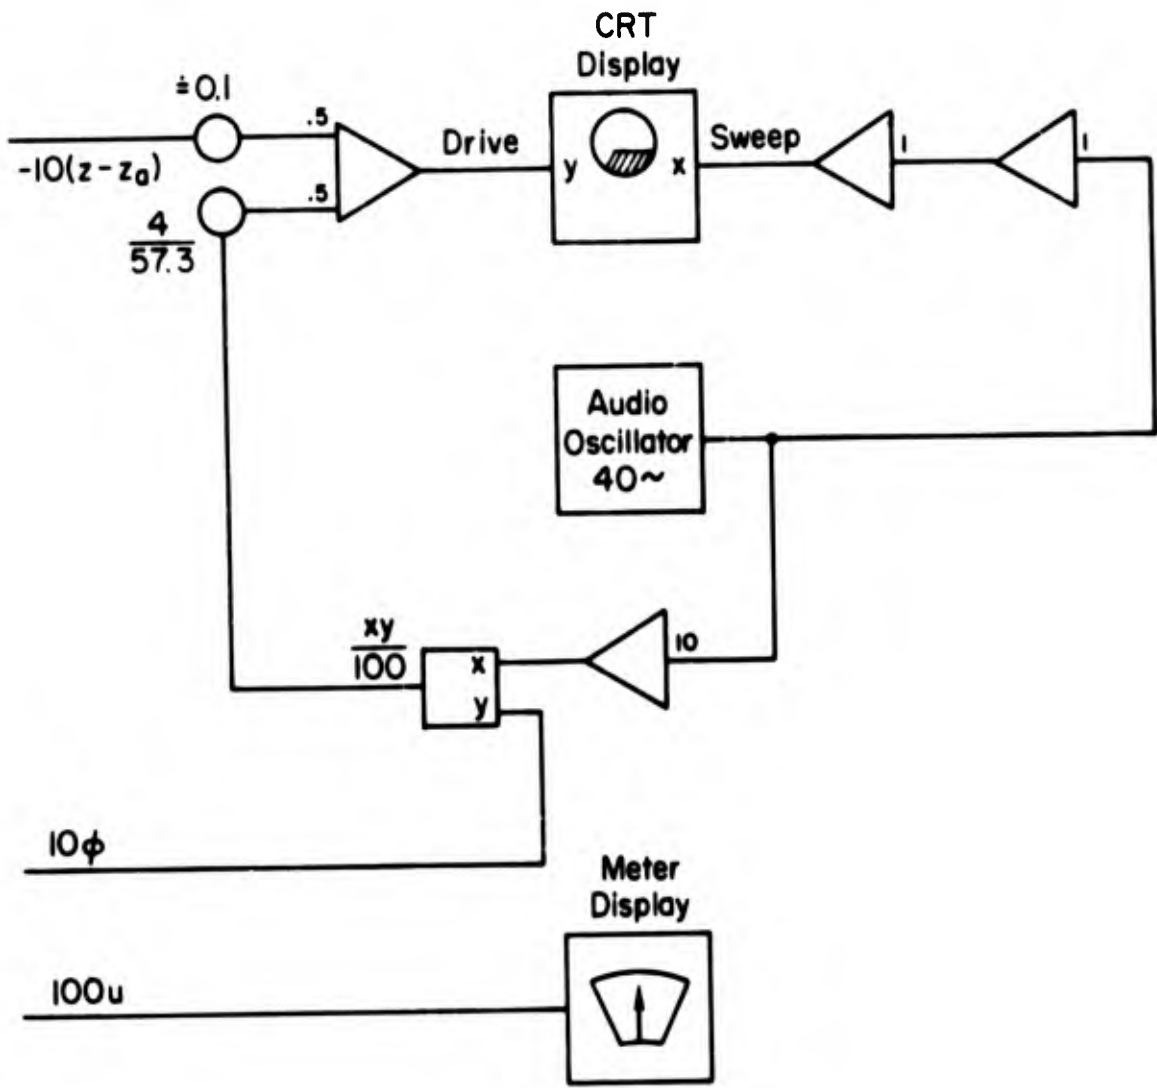 CRT
Display
≐0.1
.5
Drive
y
x
Sweep
1
1
-10(z-zₐ)
.5
4
57.3
Audio
Oscillator
40~
xy
100
x
10
y
10ϕ
Meter
Display
100u